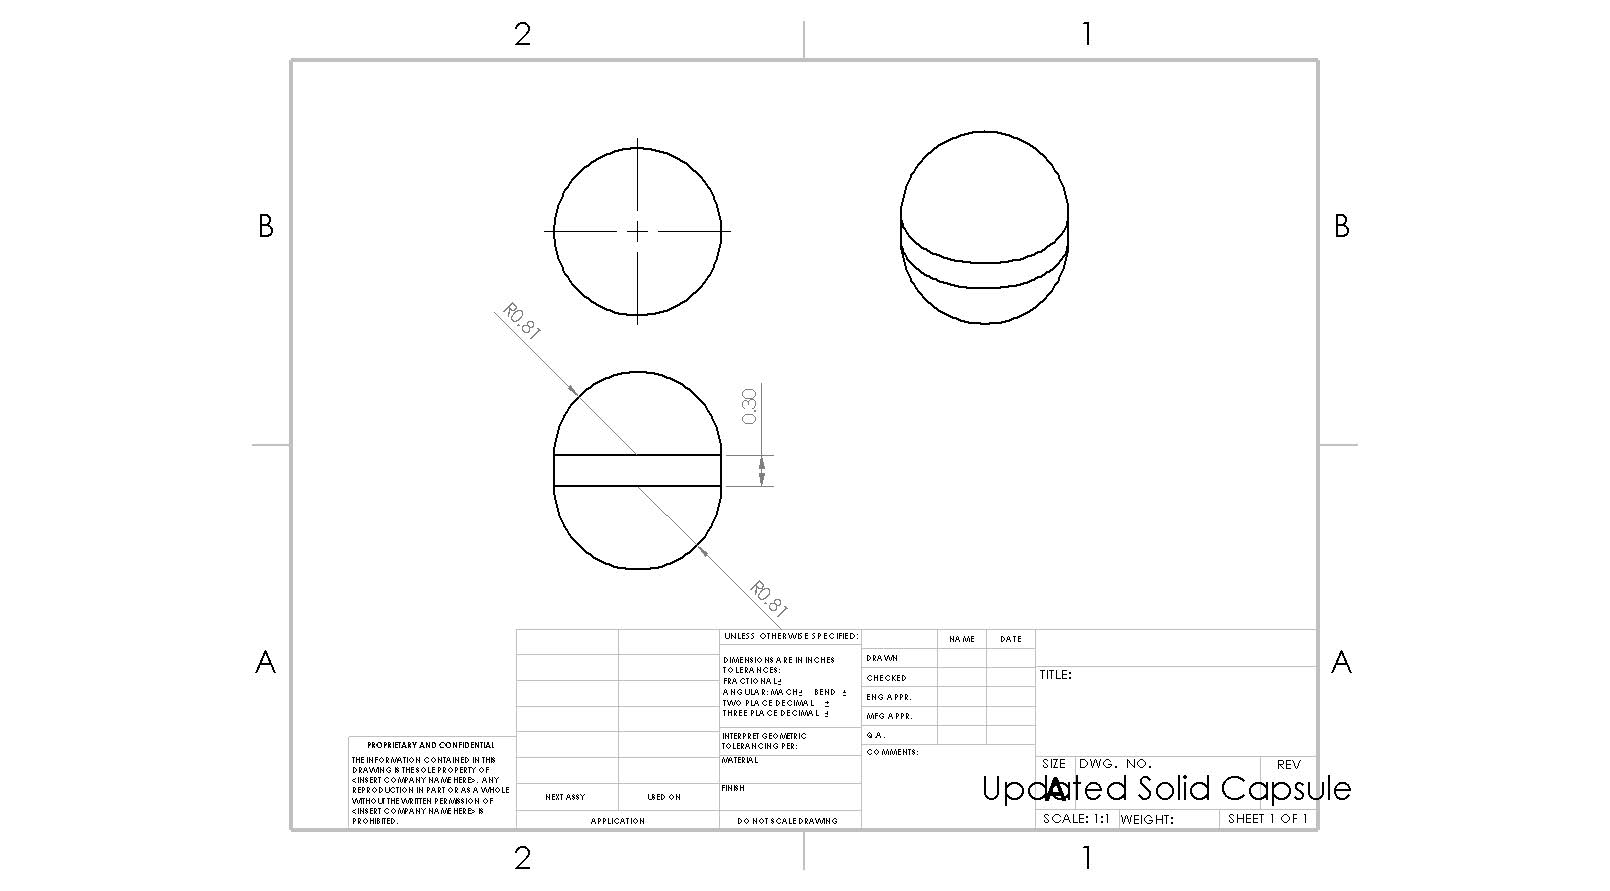 2 1
B B
R0.81
0.30
R0.81
A A
UNLESS OTHERWISE SPECIFIED:
DIMENSIONS ARE IN INCHES
TOLERANCES:
FRACTIONAL±
ANGULAR: MACH± BEND ±
TWO PLACE DECIMAL ±
THREE PLACE DECIMAL ±
INTERPRET GEOMETRIC
TOLERANCING PER:
MATERIAL
FINISH
DO NOT SCALE DRAWING
NAME DATE
DRAWN
CHECKED
ENG APPR.
MFG APPR.
Q.A.
COMMENTS:
TITLE:
SIZE DWG. NO. REV
A
Updated Solid Capsule
SCALE: 1:1 WEIGHT: SHEET 1 OF 1
PROPRIETARY AND CONFIDENTIAL
THE INFORMATION CONTAINED IN THIS
DRAWING IS THE SOLE PROPERTY OF
<INSERT COMPANY NAME HERE>. ANY
REPRODUCTION IN PART OR AS A WHOLE
WITHOUT THE WRITTEN PERMISSION OF
<INSERT COMPANY NAME HERE> IS
PROHIBITED.
NEXT ASSY USED ON
APPLICATION
2 1